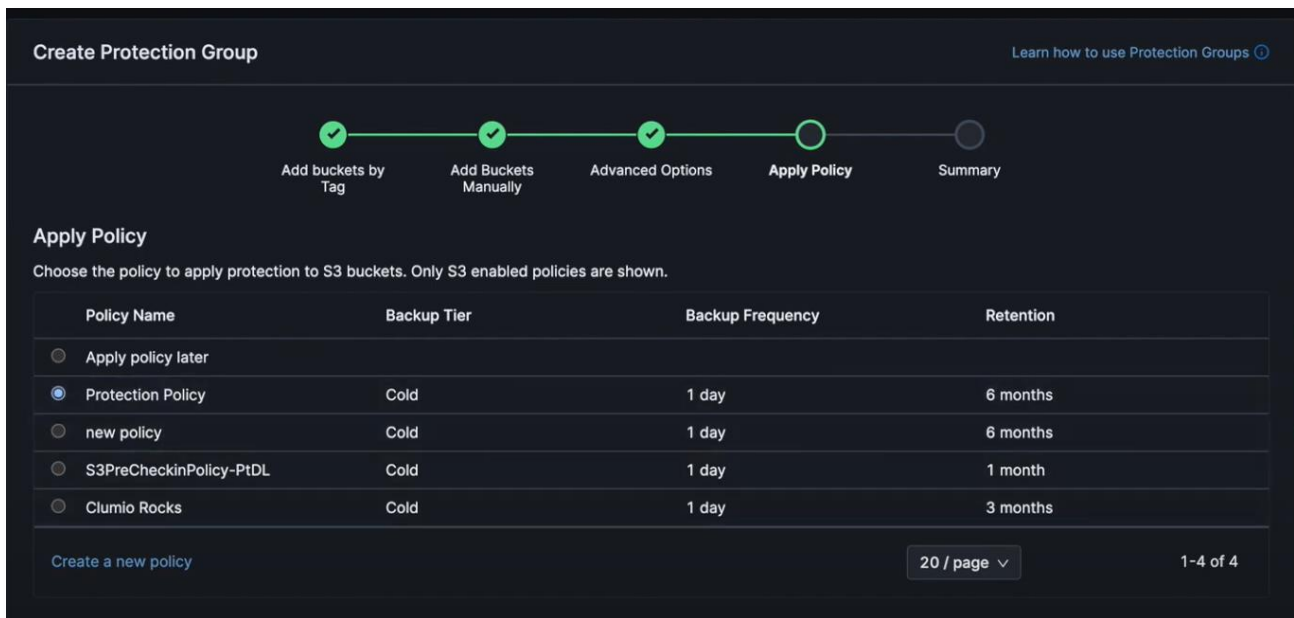 Create Protection Group
Learn how to use Protection Groups
Add buckets by
Tag
Add Buckets
Manually
Advanced Options
Apply Policy
Summary
Apply Policy
Choose the policy to apply protection to S3 buckets. Only S3 enabled policies are shown.
Policy Name Backup Tier Backup Frequency Retention
Apply policy later
Protection Policy Cold 1 day 6 months
new policy Cold 1 day 6 months
S3PreCheckinPolicy-PtDL Cold 1 day 1 month
Clumio Rocks Cold 1 day 3 months
Create a new policy 20 / page 1-4 of 4